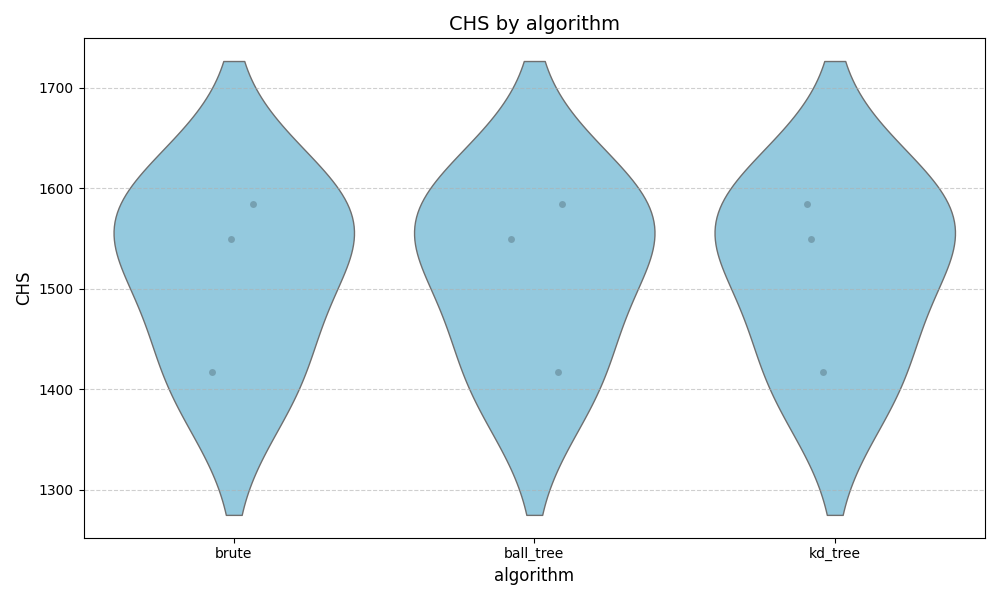 CHS by algorithm
CHS
1700
1600
1500
1400
1300
brute
ball_tree
kd_tree
algorithm